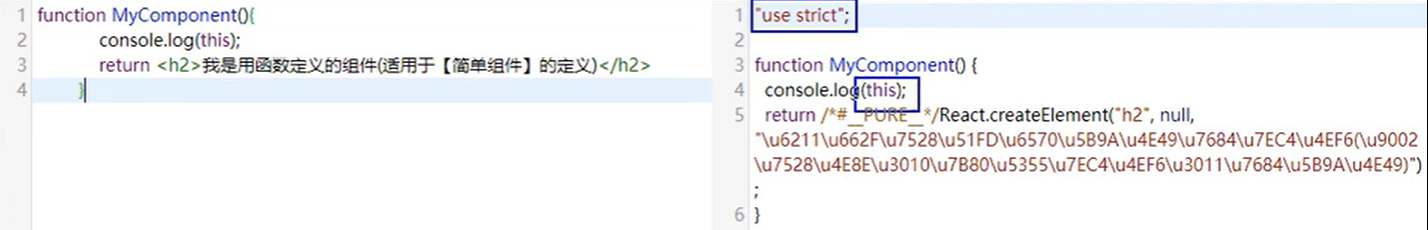 1 function MyComponent(){
2 console.log(this);
3 return <h2>我是用函数定义的组件(适用于【简单组件】的定义)</h2>
4 }
1 "use strict";
2
3 function MyComponent() {
4 console.log(this);
5 return /*#__PURE__*/React.createElement("h2", null,
"\u6211\u662F\u7528\u51FD\u6570\u5B9A\u4E49\u7684\u7EC4\u4EF6(\u9002
\u7528\u4E8E\u3010\u7B80\u5355\u7EC4\u4EF6\u3011\u7684\u5B9A\u4E49)")
;
6 }